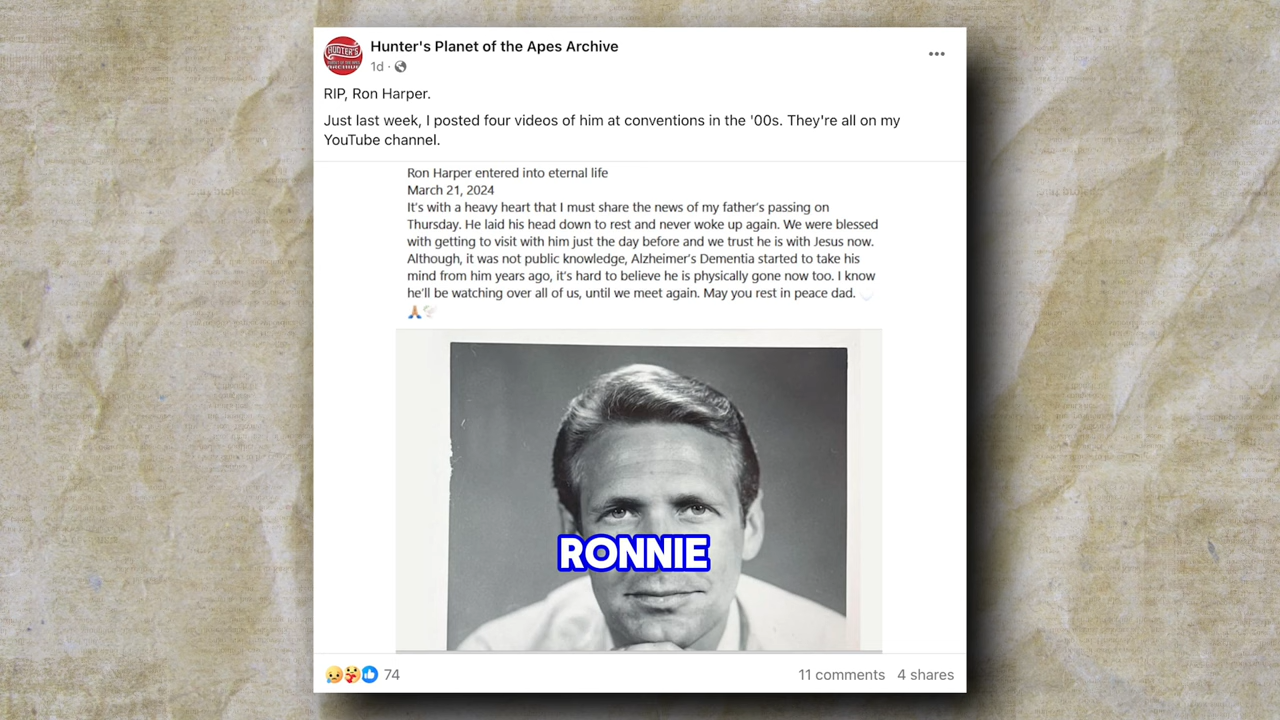 Hunter's Planet of the Apes Archive
1d ·
RIP, Ron Harper.
Just last week, I posted four videos of him at conventions in the '00s. They're all on my
YouTube channel.
Ron Harper entered into eternal life
March 21, 2024
It's with a heavy heart that I must share the news of my father's passing on
Thursday. He laid his head down to rest and never woke up again. We were blessed
with getting to visit with him just the day before and we trust he is with Jesus now.
Although, it was not public knowledge, Alzheimer's Dementia started to take his
mind from him years ago, it's hard to believe he is physically gone now too. I know
he'll be watching over all of us, until we meet again. May you rest in peace dad. 🤍
🙏🏽🕊️
RONNIE
74
11 comments 4 shares